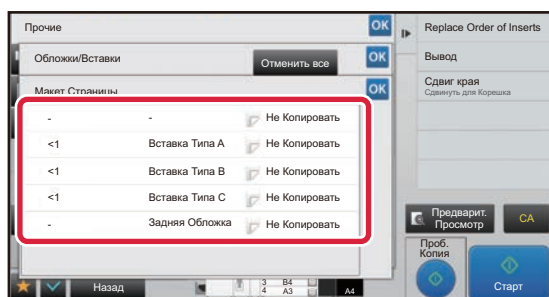 Прочие
OK
Обложки/Вставки
Отменить все
OK
Макет Страницы
OK
-
-
Не Копировать
<1
Вставка Типа A
Не Копировать
<1
Вставка Типа B
Не Копировать
<1
Вставка Типа C
Не Копировать
-
Задняя Обложка
Не Копировать
Назад
3 B4
4 A3
A4
Replace Order of Inserts
Вывод
Сдвиг края
Сдвинуть для Корешка
Предварит.
Просмотр
CA
Проб.
Копия
Старт